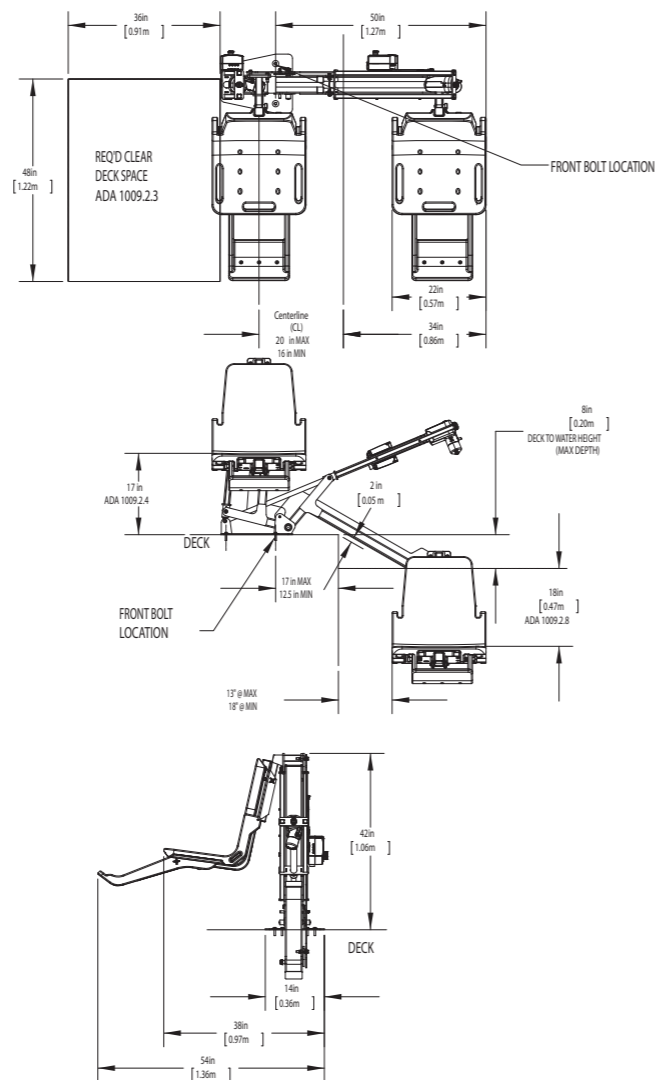 36in
[0.91m]
50in
[1.27m]
48in
[1.22m]
REQ'D CLEAR
DECK SPACE
ADA 1009.2.3
FRONT BOLT LOCATION
22in
[0.57m]
Centerline
(CL)
20 in MAX
16 in MIN
34in
[0.86m]
8in
[0.20m]
DECK TO WATER HEIGHT
(MAX DEPTH)
17 in
ADA 1009.2.4
2 in
[0.05 m]
DECK
17 in MAX
12.5 in MIN
FRONT BOLT
LOCATION
18in
[0.47m]
ADA 1009.2.8
13" @ MAX
18" @ MIN
42in
[1.06m]
DECK
14in
[0.36m]
38in
[0.97m]
54in
[1.36m]